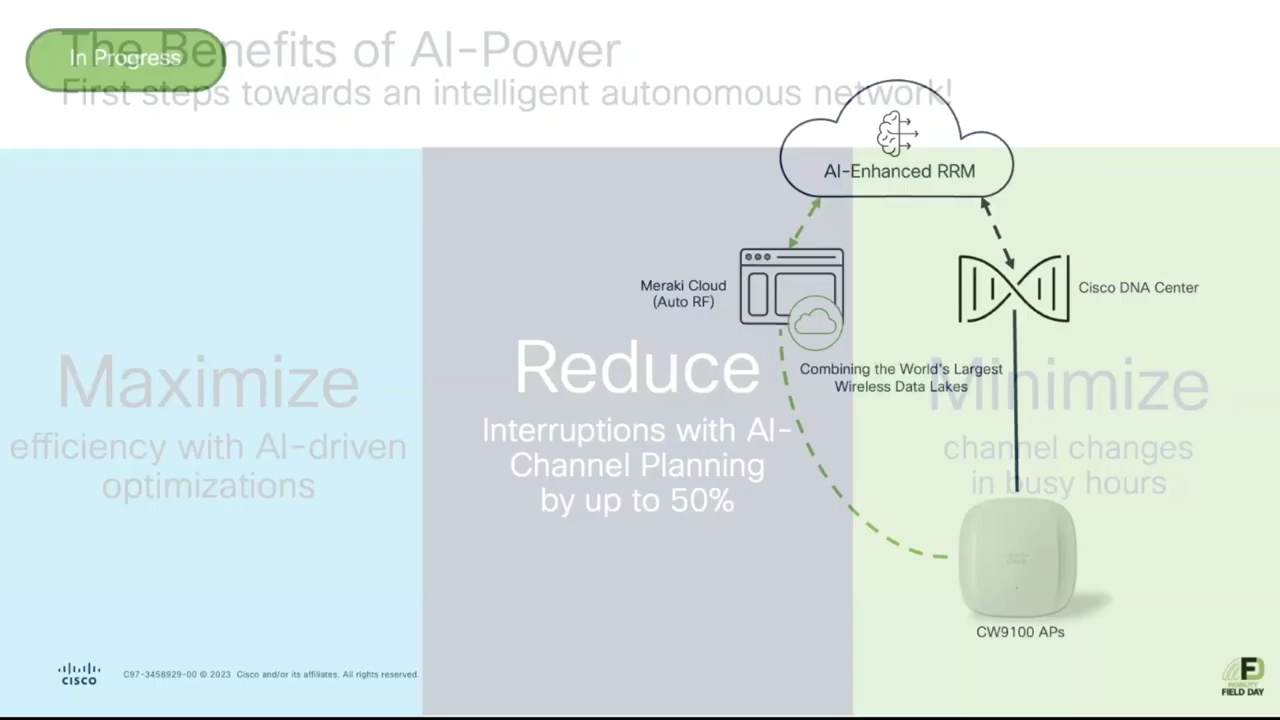 In Progress
The Benefits of AI-Power
First steps towards an intelligent autonomous network!
AI-Enhanced RRM
Meraki Cloud
(Auto RF)
Cisco DNA Center
Combining the World's Largest
Wireless Data Lakes
Maximize
efficiency with AI-driven
optimizations
Reduce
Interruptions with AI-
Channel Planning
by up to 50%
Minimize
channel changes
in busy hours
CW9100 APs
CISCO
C97-3458929-00 © 2023 Cisco and/or its affiliates. All rights reserved.
MOBILITY
FIELD DAY